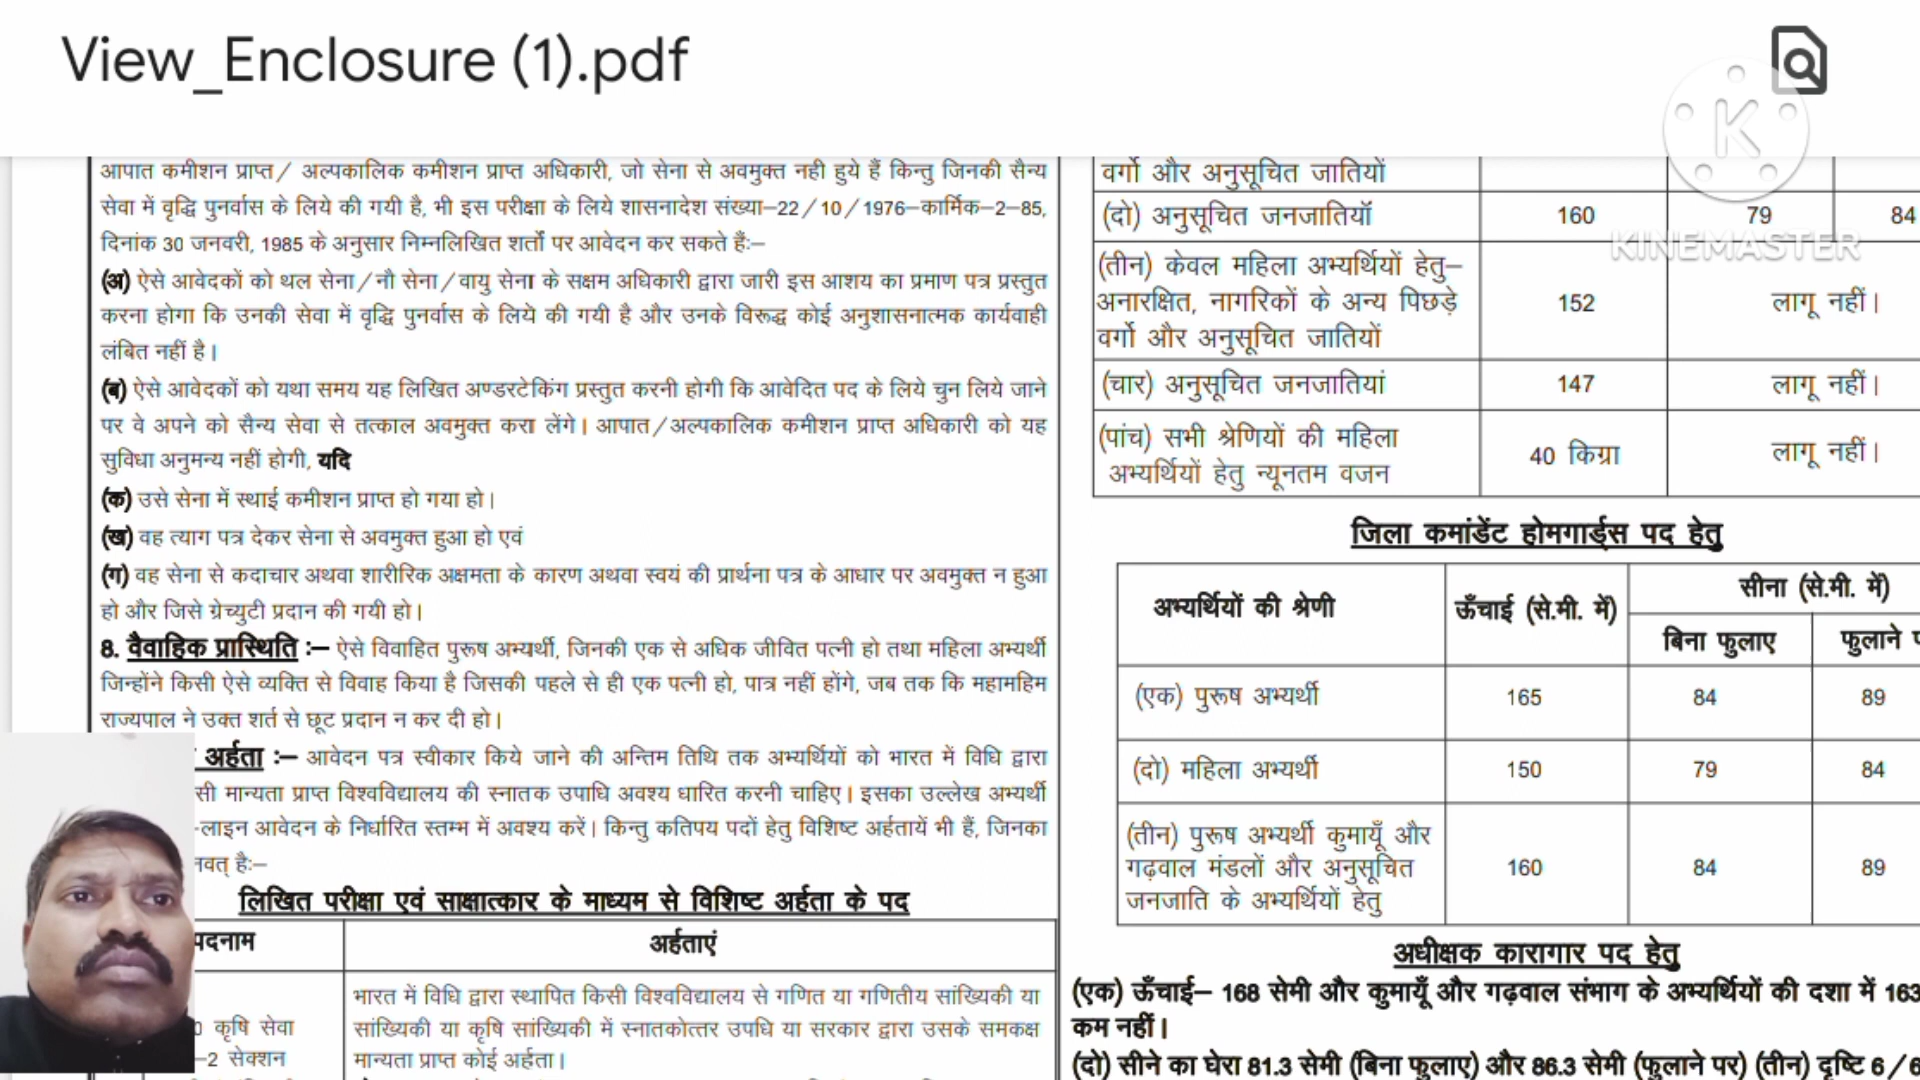 View_Enclosure (1).pdf
KINEMASTER
आपात कमीशन प्राप्त/ अल्पकालिक कमीशन प्राप्त अधिकारी, जो सेना से अवमुक्त नही हुये हैं किन्तु जिनकी सैन्य
सेवा में वृद्धि पुनर्वास के लिये की गयी है, भी इस परीक्षा के लिये शासनादेश संख्या–22/10/1976–कार्मिक–2–85,
दिनांक 30 जनवरी, 1985 के अनुसार निम्नलिखित शर्तों पर आवेदन कर सकते हैं:–
(अ) ऐसे आवेदकों को थल सेना/नौ सेना/वायु सेना के सक्षम अधिकारी द्वारा जारी इस आशय का प्रमाण पत्र प्रस्तुत
करना होगा कि उनकी सेवा में वृद्धि पुनर्वास के लिये की गयी है और उनके विरूद्ध कोई अनुशासनात्मक कार्यवाही
लंबित नहीं है।
(ब) ऐसे आवेदकों को यथा समय यह लिखित अण्डरटेकिंग प्रस्तुत करनी होगी कि आवेदित पद के लिये चुन लिये जाने
पर वे अपने को सैन्य सेवा से तत्काल अवमुक्त करा लेंगे। आपात/अल्पकालिक कमीशन प्राप्त अधिकारी को यह
सुविधा अनुमन्य नहीं होगी, यदि
(क) उसे सेना में स्थाई कमीशन प्राप्त हो गया हो।
(ख) वह त्याग पत्र देकर सेना से अवमुक्त हुआ हो एवं
(ग) वह सेना से कदाचार अथवा शारीरिक अक्षमता के कारण अथवा स्वयं की प्रार्थना पत्र के आधार पर अवमुक्त न हुआ
हो और जिसे ग्रेच्युटी प्रदान की गयी हो।
8. वैवाहिक प्रास्थिति :– ऐसे विवाहित पुरूष अभ्यर्थी, जिनकी एक से अधिक जीवित पत्नी हो तथा महिला अभ्यर्थी
जिन्होंने किसी ऐसे व्यक्ति से विवाह किया है जिसकी पहले से ही एक पत्नी हो, पात्र नहीं होंगे, जब तक कि महामहिम
राज्यपाल ने उक्त शर्त से छूट प्रदान न कर दी हो।
अर्हता :– आवेदन पत्र स्वीकार किये जाने की अन्तिम तिथि तक अभ्यर्थियों को भारत में विधि द्वारा
सी मान्यता प्राप्त विश्वविद्यालय की स्नातक उपाधि अवश्य धारित करनी चाहिए। इसका उल्लेख अभ्यर्थी
-लाइन आवेदन के निर्धारित स्तम्भ में अवश्य करें। किन्तु कतिपय पदों हेतु विशिष्ट अर्हतायें भी हैं, जिनका
नवत् है:–
लिखित परीक्षा एवं साक्षात्कार के माध्यम से विशिष्ट अर्हता के पद
पदनाम अर्हताएं
भारत में विधि द्वारा स्थापित किसी विश्वविद्यालय से गणित या गणितीय सांख्यिकी या
कृषि सेवा सांख्यिकी या कृषि सांख्यिकी में स्नातकोत्तर उपधि या सरकार द्वारा उसके समकक्ष
–2 सेक्शन मान्यता प्राप्त कोई अर्हता।
वर्गो और अनुसूचित जातियों
(दो) अनुसूचित जनजातियॉ 160 79 84
(तीन) केवल महिला अभ्यर्थियों हेतु–
अनारक्षित, नागरिकों के अन्य पिछड़े 152 लागू नहीं।
वर्गो और अनुसूचित जातियों
(चार) अनुसूचित जनजातियां 147 लागू नहीं।
(पांच) सभी श्रेणियों की महिला
अभ्यर्थियों हेतु न्यूनतम वजन 40 किग्रा लागू नहीं।
जिला कमांडेंट होमगार्ड्स पद हेतु
अभ्यर्थियों की श्रेणी ऊँचाई (से.मी. में) सीना (से.मी. में)
बिना फुलाए फुलाने
(एक) पुरूष अभ्यर्थी 165 84 89
(दो) महिला अभ्यर्थी 150 79 84
(तीन) पुरूष अभ्यर्थी कुमायूँ और
गढ़वाल मंडलों और अनुसूचित 160 84 89
जनजाति के अभ्यर्थियों हेतु
अधीक्षक कारागार पद हेतु
(एक) ऊँचाई– 168 सेमी और कुमायूँ और गढ़वाल संभाग के अभ्यर्थियों की दशा में 163
कम नहीं।
(दो) सीने का घेरा 81.3 सेमी (बिना फुलाए) और 86.3 सेमी (फुलाने पर) (तीन) दृष्टि 6/6